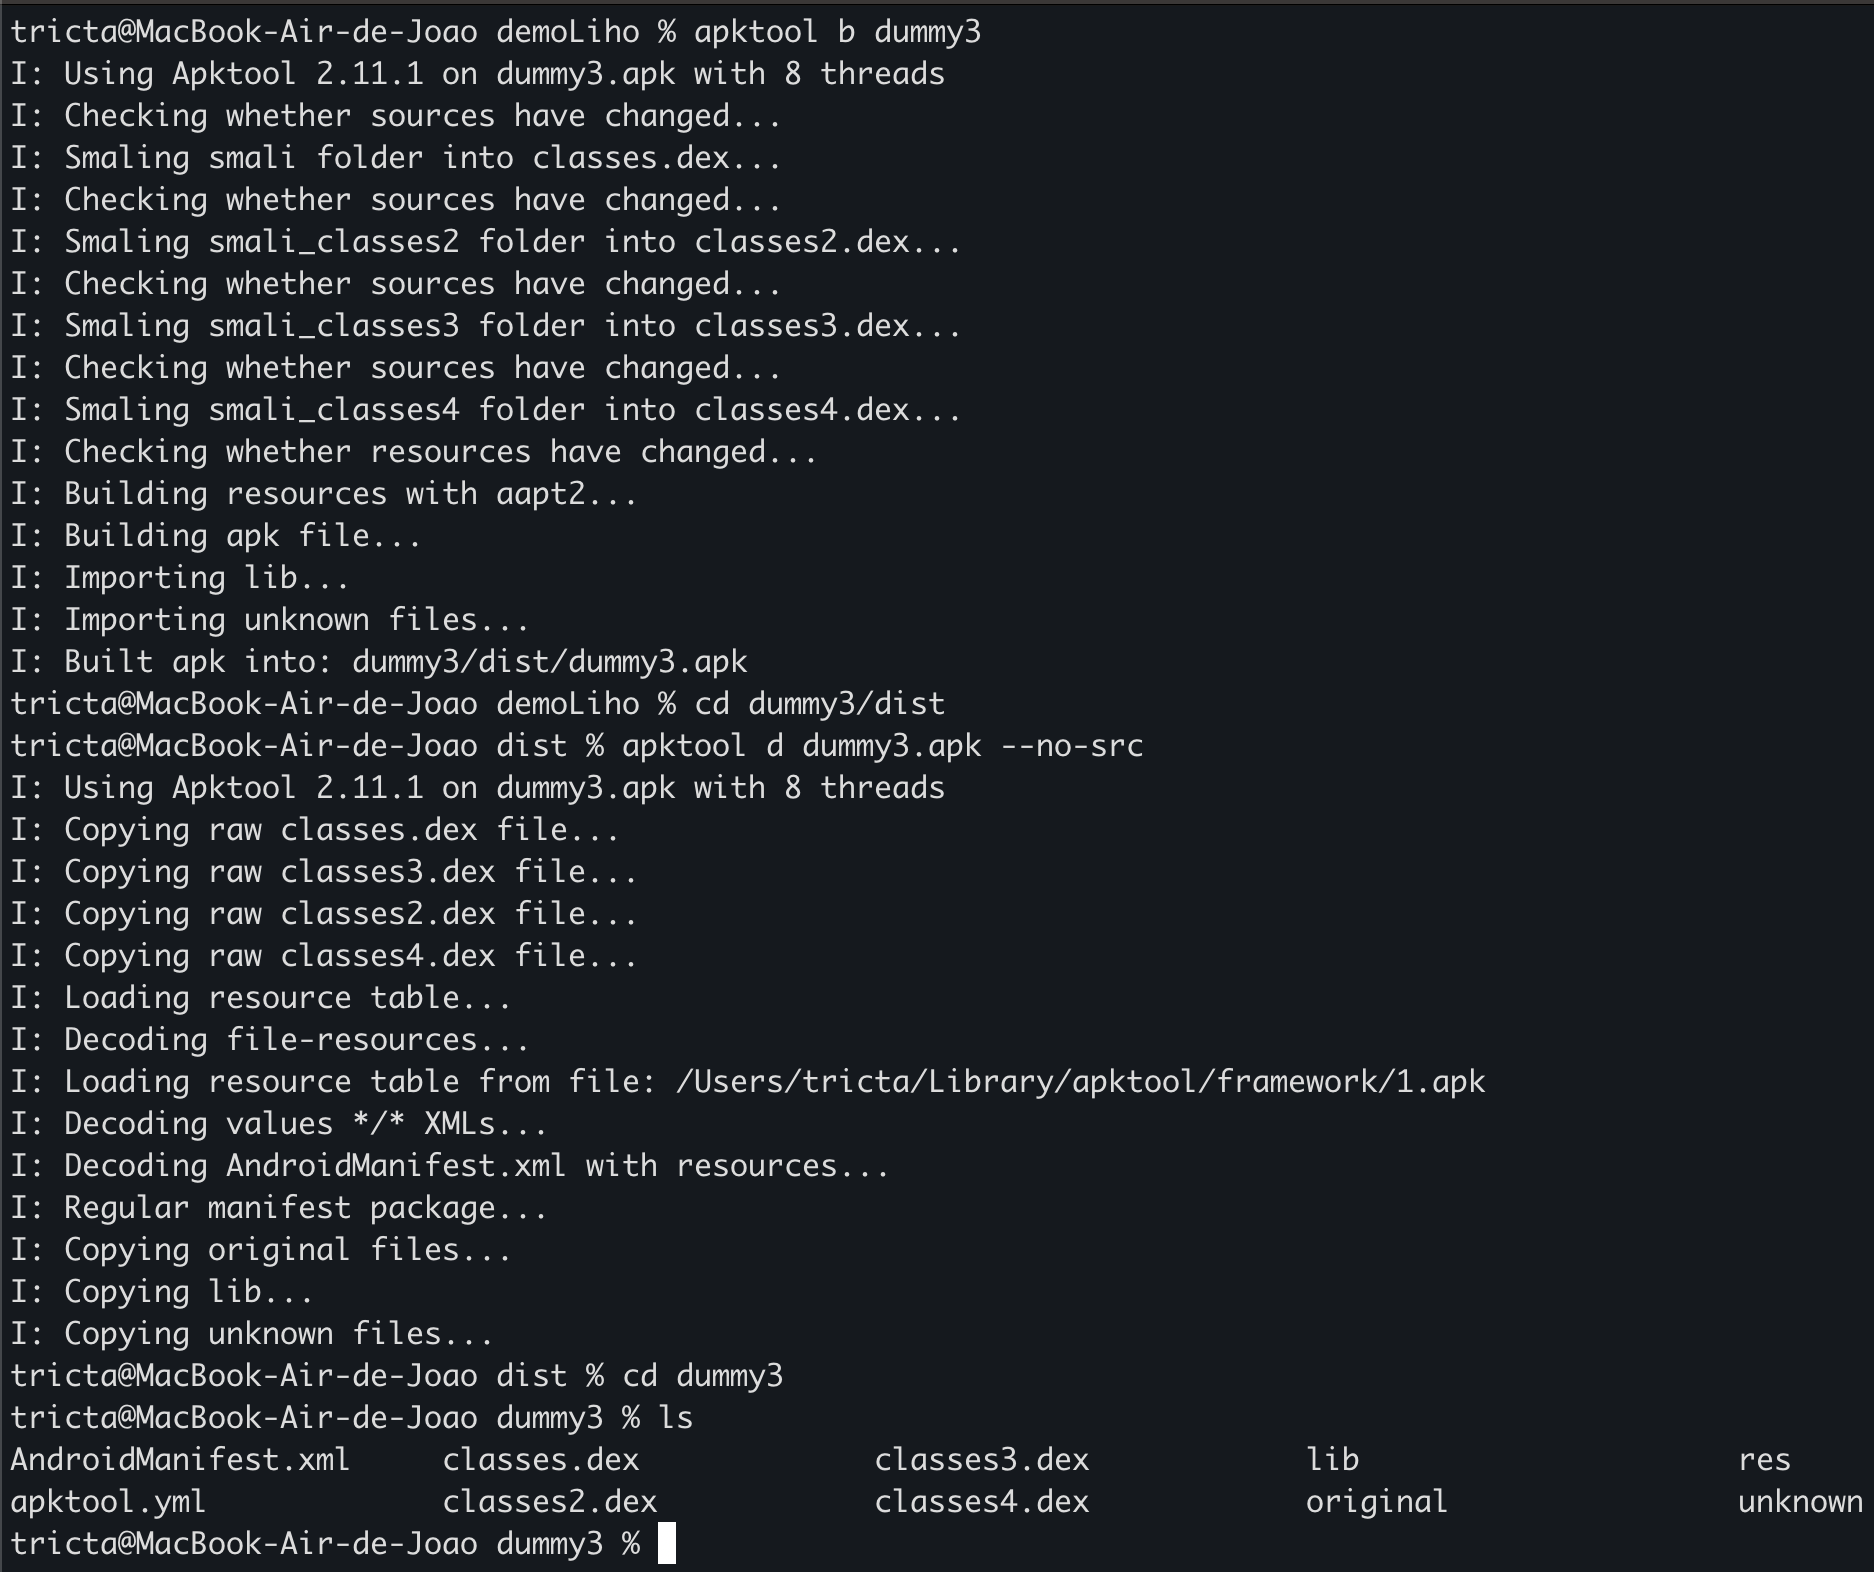 tricta@MacBook-Air-de-Joao demoLiho % apktool b dummy3
I: Using Apktool 2.11.1 on dummy3.apk with 8 threads
I: Checking whether sources have changed...
I: Smaling smali folder into classes.dex...
I: Checking whether sources have changed...
I: Smaling smali_classes2 folder into classes2.dex...
I: Checking whether sources have changed...
I: Smaling smali_classes3 folder into classes3.dex...
I: Checking whether sources have changed...
I: Smaling smali_classes4 folder into classes4.dex...
I: Checking whether resources have changed...
I: Building resources with aapt2...
I: Building apk file...
I: Importing lib...
I: Importing unknown files...
I: Built apk into: dummy3/dist/dummy3.apk
tricta@MacBook-Air-de-Joao demoLiho % cd dummy3/dist
tricta@MacBook-Air-de-Joao dist % apktool d dummy3.apk --no-src
I: Using Apktool 2.11.1 on dummy3.apk with 8 threads
I: Copying raw classes.dex file...
I: Copying raw classes3.dex file...
I: Copying raw classes2.dex file...
I: Copying raw classes4.dex file...
I: Loading resource table...
I: Decoding file-resources...
I: Loading resource table from file: /Users/tricta/Library/apktool/framework/1.apk
I: Decoding values */* XMLs...
I: Decoding AndroidManifest.xml with resources...
I: Regular manifest package...
I: Copying original files...
I: Copying lib...
I: Copying unknown files...
tricta@MacBook-Air-de-Joao dist % cd dummy3
tricta@MacBook-Air-de-Joao dummy3 % ls
AndroidManifest.xml classes.dex classes3.dex lib res
apktool.yml classes2.dex classes4.dex original unknown
tricta@MacBook-Air-de-Joao dummy3 %